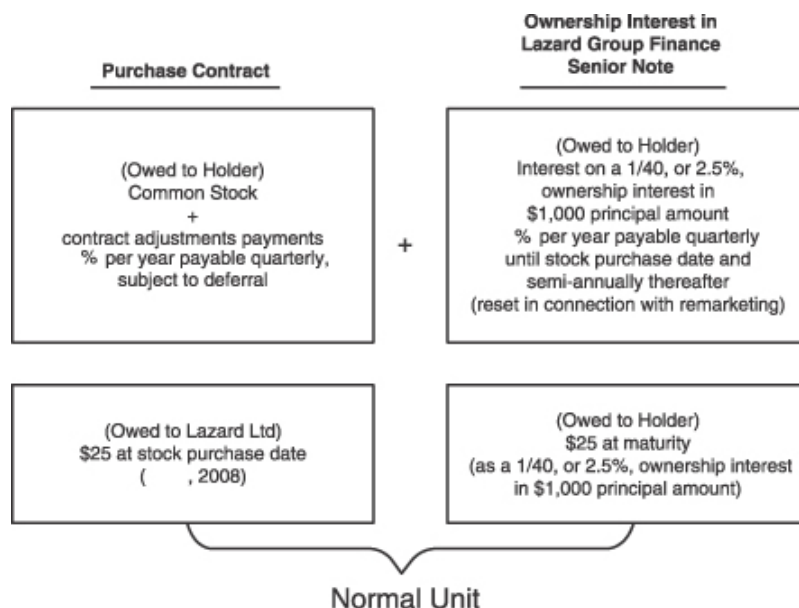 Purchase Contract
Ownership Interest in
Lazard Group Finance
Senior Note
(Owed to Holder)
Common Stock
+
contract adjustments payments
% per year payable quarterly,
subject to deferral
+
(Owed to Holder)
Interest on a 1/40, or 2.5%,
ownership interest in
$1,000 principal amount
% per year payable quarterly
until stock purchase date and
semi-annually thereafter
(reset in connection with remarketing)
(Owed to Lazard Ltd)
$25 at stock purchase date
( , 2008)
(Owed to Holder)
$25 at maturity
(as a 1/40, or 2.5%, ownership interest
in $1,000 principal amount)
Normal Unit